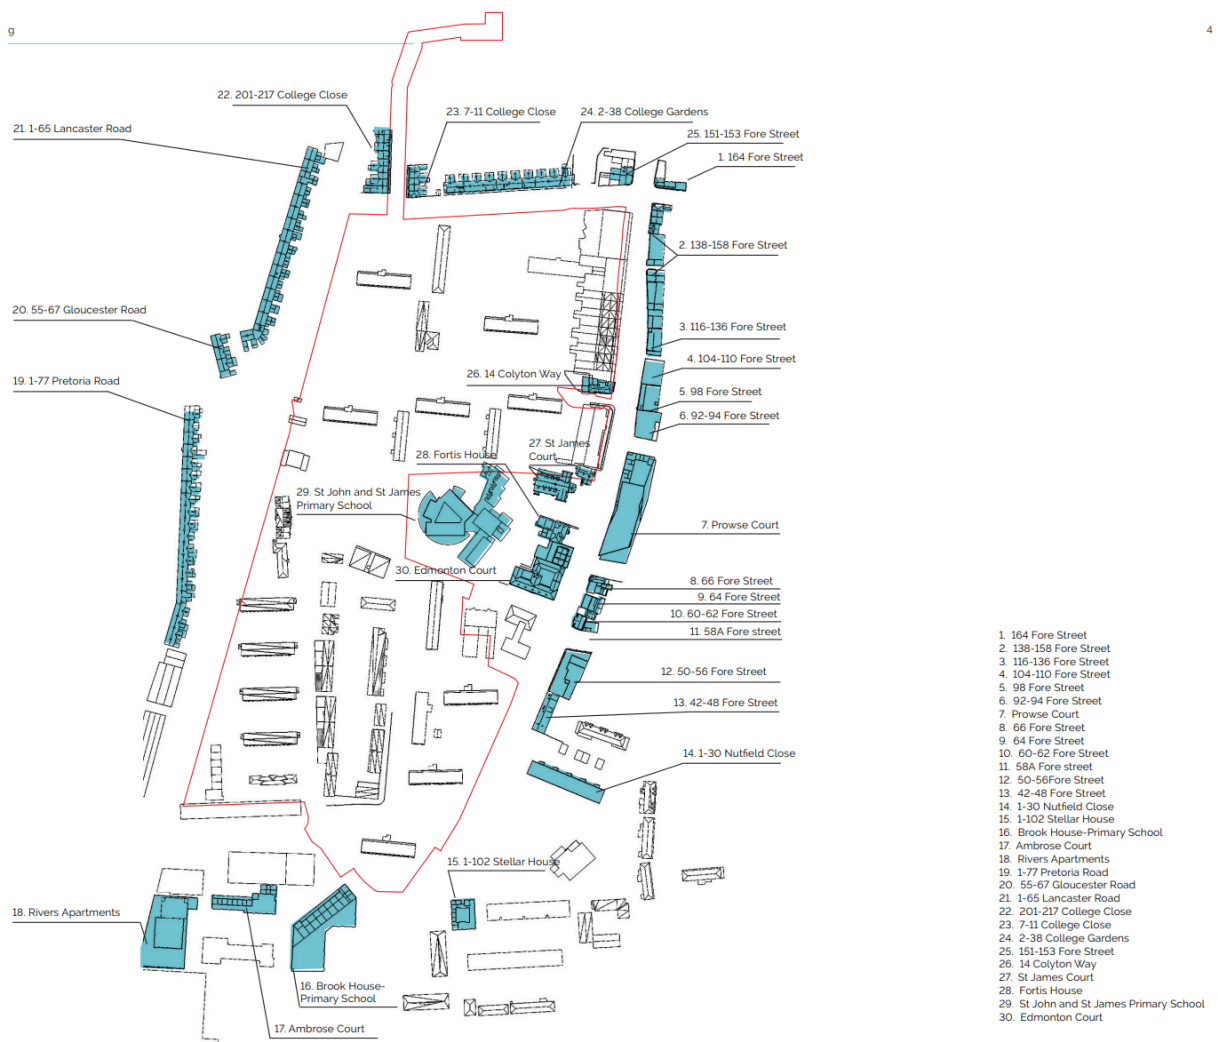 g
4
22. 201-217 College Close
23. 7-11 College Close
24. 2-38 College Gardens
21. 1-65 Lancaster Road
25. 151-153 Fore Street
1. 164 Fore Street
2. 138-158 Fore Street
20. 55-67 Gloucester Road
3. 116-136 Fore Street
4. 104-110 Fore Street
26. 14 Colyton Way
19. 1-77 Pretoria Road
5. 98 Fore Street
6. 92-94 Fore Street
27. St James
Court
28. Fortis House
29. St John and St James
Primary School
7. Prowse Court
30. Edmonton Court
8. 66 Fore Street
9. 64 Fore Street
10. 60-62 Fore Street
11. 58A Fore street
12. 50-56 Fore Street
13. 42-48 Fore Street
14. 1-30 Nutfield Close
15. 1-102 Stellar House
18. Rivers Apartments
16. Brook House-
Primary School
17. Ambrose Court
1. 164 Fore Street
2. 138-158 Fore Street
3. 116-136 Fore Street
4. 104-110 Fore Street
5. 98 Fore Street
6. 92-94 Fore Street
7. Prowse Court
8. 66 Fore Street
9. 64 Fore Street
10. 60-62 Fore Street
11. 58A Fore street
12. 50-56Fore Street
13. 42-48 Fore Street
14. 1-30 Nutfield Close
15. 1-102 Stellar House
16. Brook House-Primary School
17. Ambrose Court
18. Rivers Apartments
19. 1-77 Pretoria Road
20. 55-67 Gloucester Road
21. 1-65 Lancaster Road
22. 201-217 College Close
23. 7-11 College Close
24. 2-38 College Gardens
25. 151-153 Fore Street
26. 14 Colyton Way
27. St James Court
28. Fortis House
29. St John and St James Primary School
30. Edmonton Court